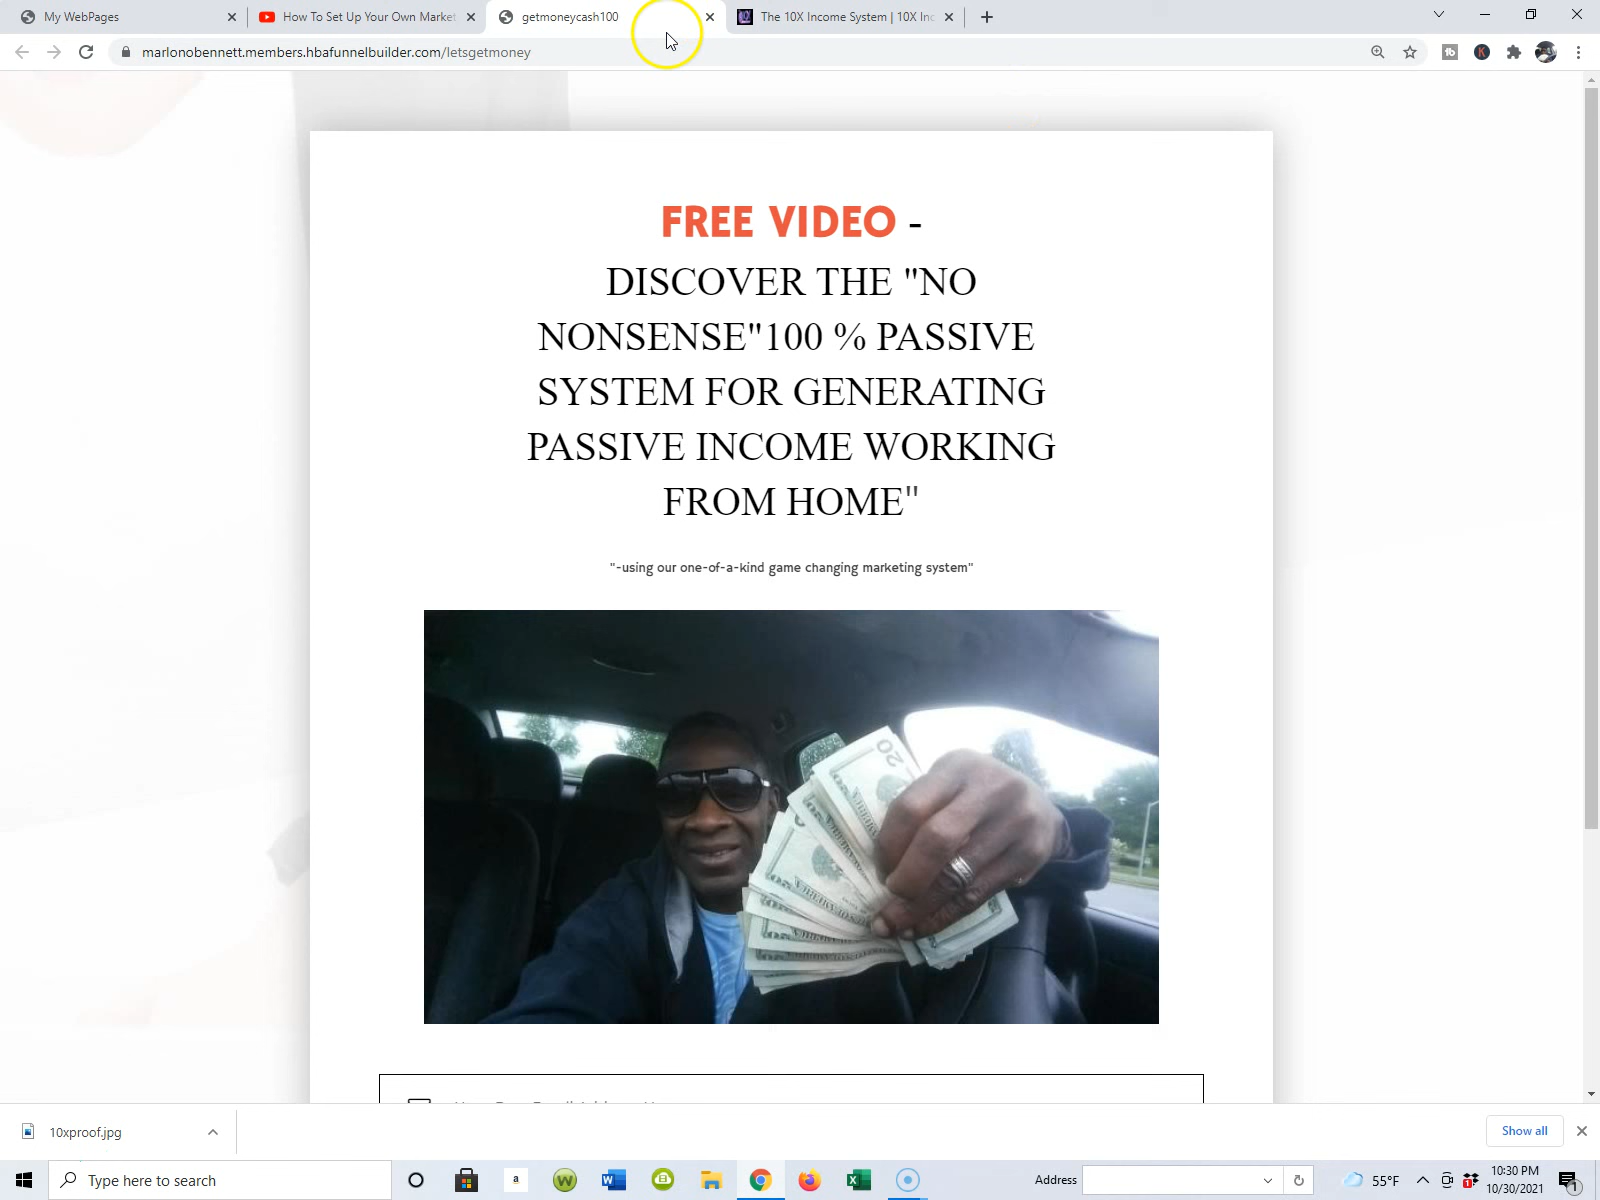 My WebPages
How To Set Up Your Own Market
getmoneycash100
The 10X Income System | 10X Inc
marlonobennett.members.hbafunnelbuilder.com/letsgetmoney
FREE VIDEO -
DISCOVER THE "NO
NONSENSE"100 % PASSIVE
SYSTEM FOR GENERATING
PASSIVE INCOME WORKING
FROM HOME"
"-using our one-of-a-kind game changing marketing system"
20
10xproof.jpg
Show all
Type here to search
Address
55°F
10:30 PM
10/30/2021